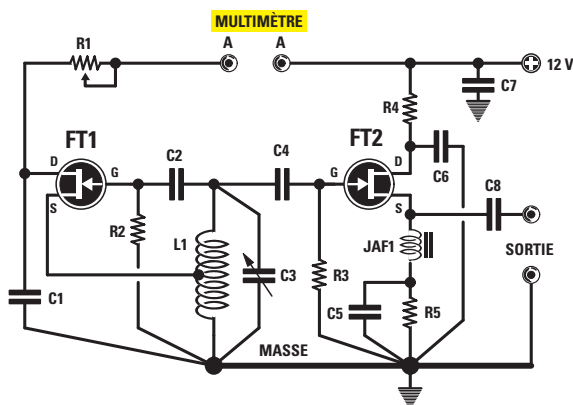 MULTIMÈTRE
A A
R1
12 V
C7
R4
FT1
FT2
D
G
S
C2
C4
G
D
S
C6
C8
R2
L1
C3
R3
JAF1
SORTIE
C1
C5
R5
MASSE